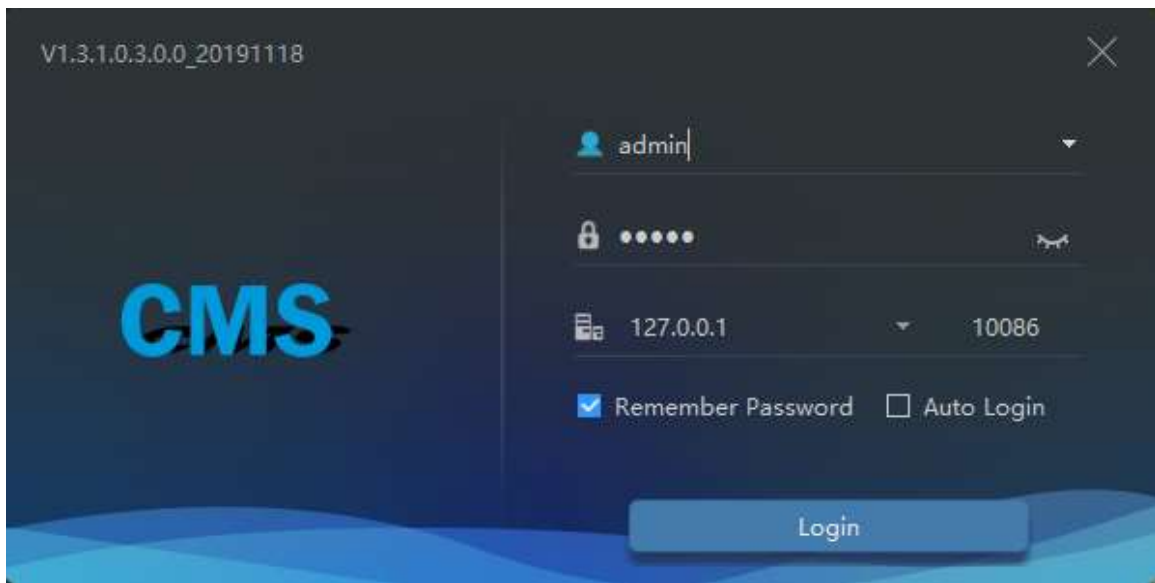 V1.3.1.0.3.0.0_20191118
admin
●●●●●
CMS
127.0.0.1 10086
Remember Password Auto Login
Login